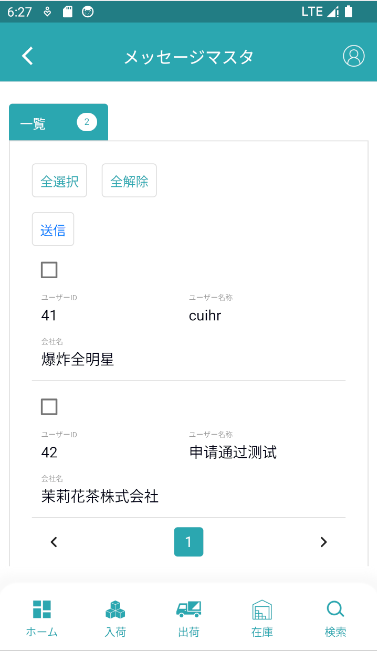 6:27 LTE
メッセージマスタ
一覧 2
全選択 全解除
送信
ユーザーID ユーザー名称
41 cuihr
会社名
爆炸全明星
ユーザーID ユーザー名称
42 申请通过测试
会社名
茉莉花茶株式会社
1
ホーム 入荷 出荷 在庫 検索